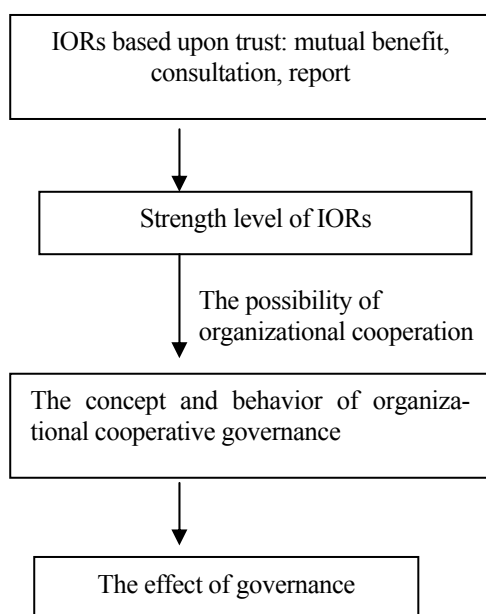 IORs based upon trust: mutual benefit,
consultation, report
Strength level of IORs
The possibility of
organizational cooperation
The concept and behavior of organiza-
tional cooperative governance
The effect of governance